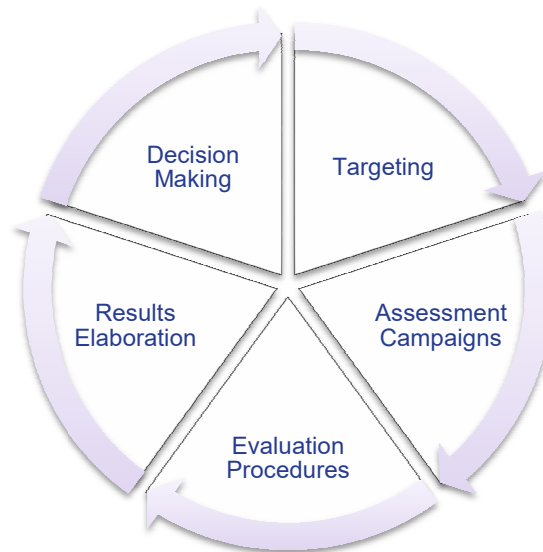 Decision
Making
Targeting
Assessment
Campaigns
Evaluation
Procedures
Results
Elaboration